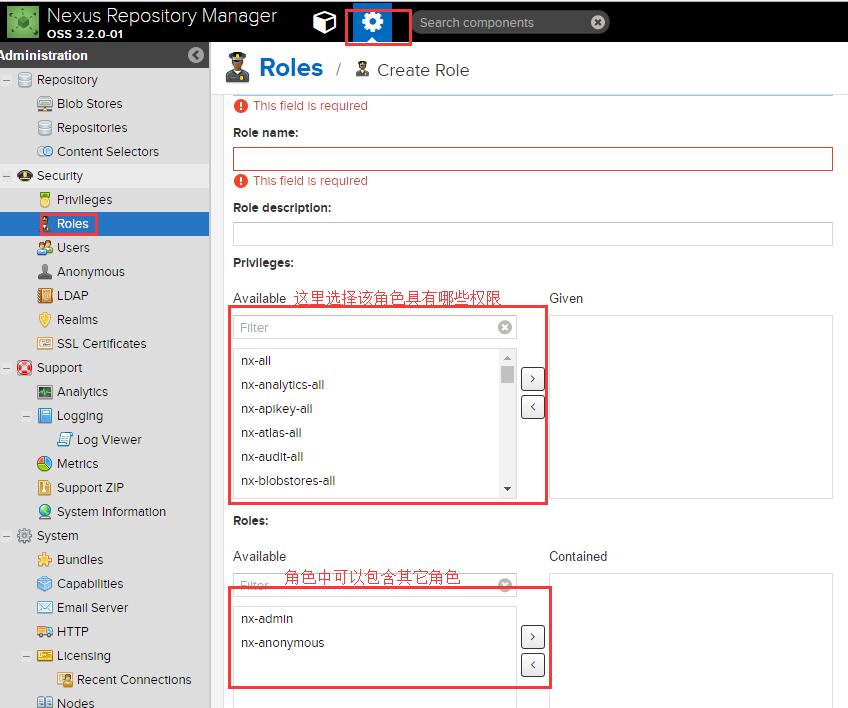 Nexus Repository Manager
OSS 3.2.0-01
Search components
Administration
Repository
Blob Stores
Repositories
Content Selectors
Security
Privileges
Roles
Users
Anonymous
LDAP
Realms
SSL Certificates
Support
Analytics
Logging
Log Viewer
Metrics
Support ZIP
System Information
System
Bundles
Capabilities
Email Server
HTTP
Licensing
Recent Connections
Nodes
Roles / Create Role
This field is required
Role name:
This field is required
Role description:
Privileges:
Available 这里选择该角色具有哪些权限 Given
Filter
nx-all
nx-analytics-all
nx-apikey-all
nx-atlas-all
nx-audit-all
nx-blobstores-all
Roles:
Available Contained
Filter 角色中可以包含其它角色
nx-admin
nx-anonymous